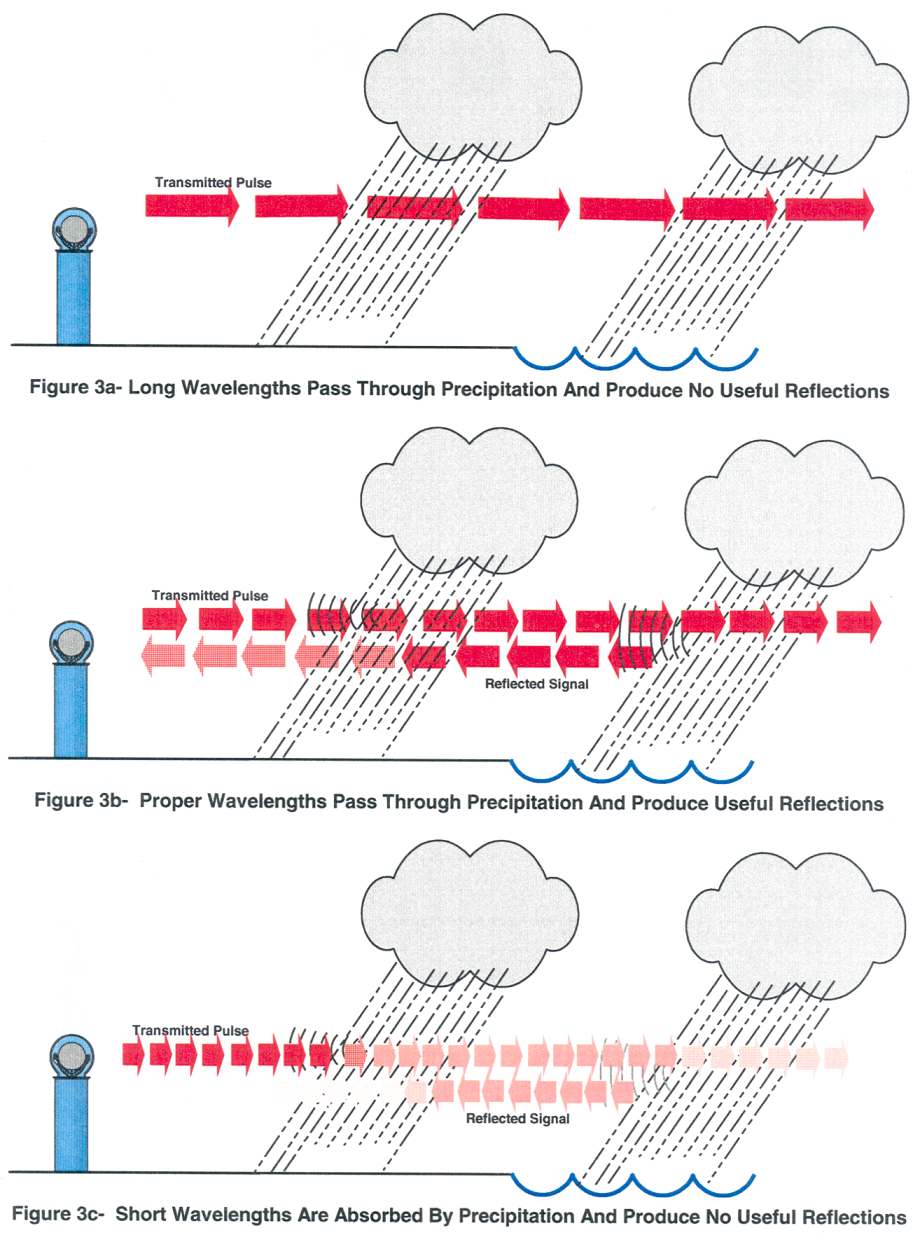 Transmitted Pulse
Figure 3a- Long Wavelengths Pass Through Precipitation And Produce No Useful Reflections
Transmitted Pulse
Reflected Signal
Figure 3b- Proper Wavelengths Pass Through Precipitation And Produce Useful Reflections
Transmitted Pulse
Reflected Signal
Figure 3c- Short Wavelengths Are Absorbed By Precipitation And Produce No Useful Reflections